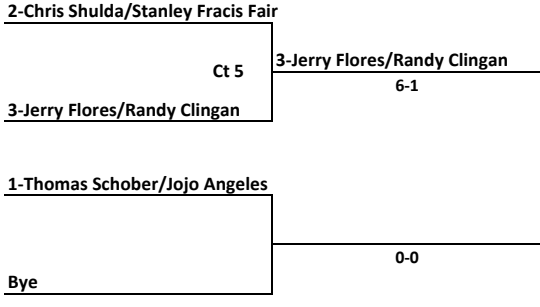 2-Chris Shulda/Stanley Fracis Fair
Ct 5
3-Jerry Flores/Randy Clingan
6-1
3-Jerry Flores/Randy Clingan
1-Thomas Schober/Jojo Angeles
0-0
Bye